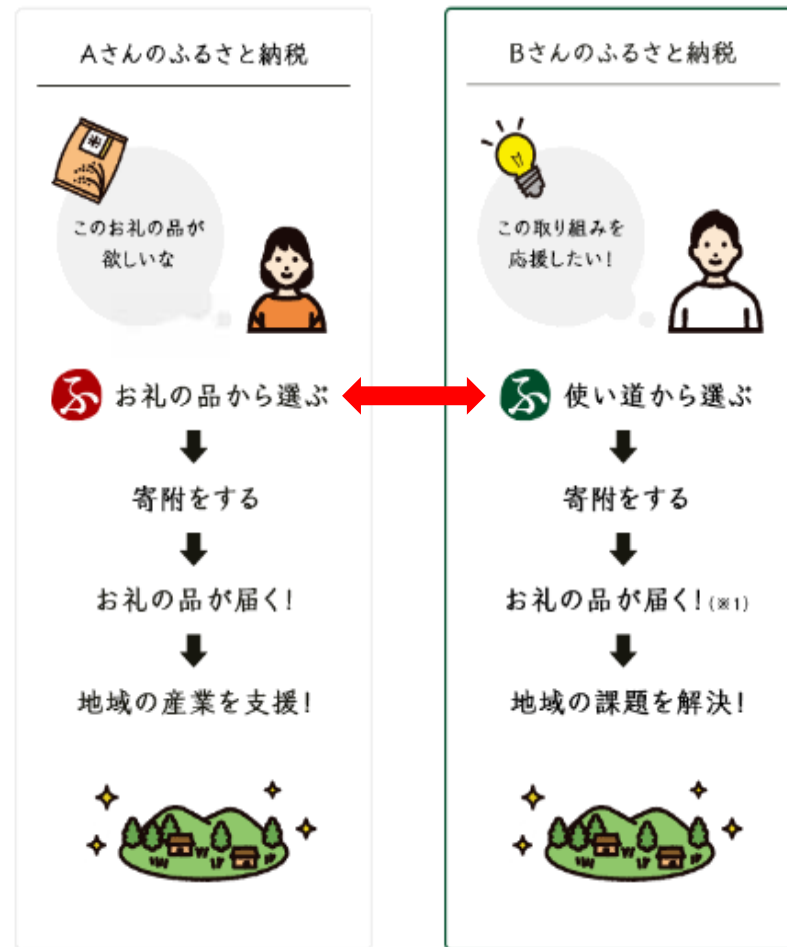 Aさんのふるさと納税
米
このお礼の品が
欲しいな
ふ お礼の品から選ぶ
寄附をする
お礼の品が届く!
地域の産業を支援!
Bさんのふるさと納税
この取り組みを
応援したい!
ふ 使い道から選ぶ
寄附をする
お礼の品が届く!(※1)
地域の課題を解決!